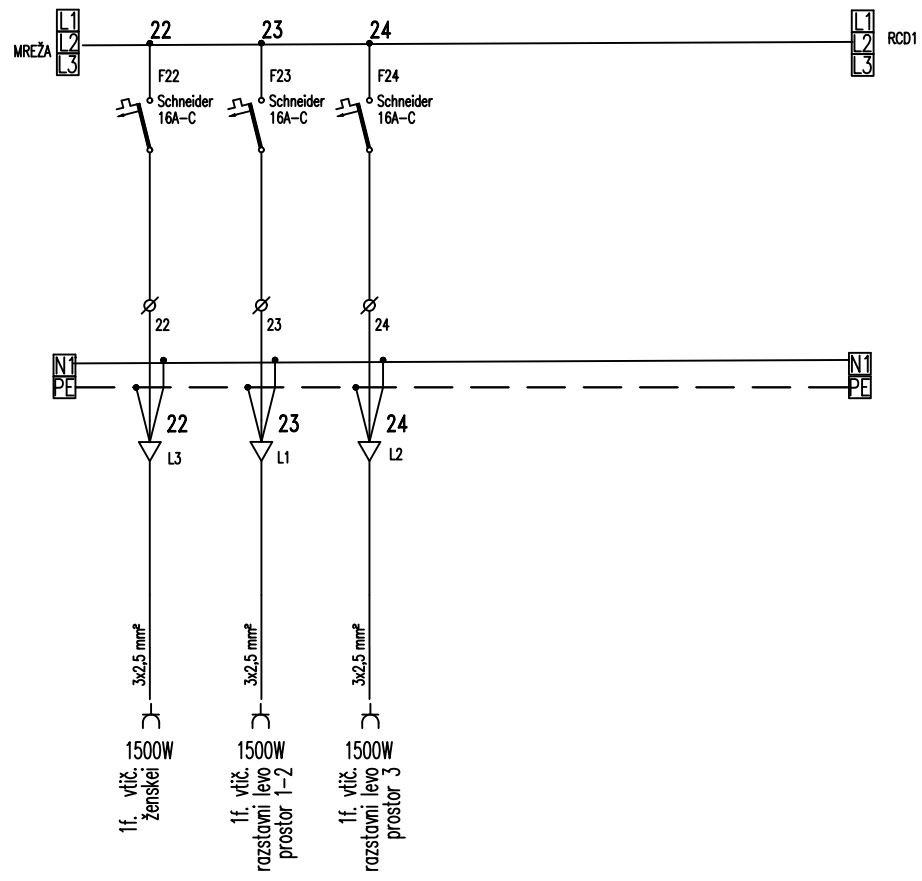 L1
L2
L3
MREŽA
22
23
24
L1
L2
L3
RCD1
F22
F23
F24
Schneider
16A-C
Schneider
16A-C
Schneider
16A-C
22
23
24
N1
PE
N1
PE
22
23
24
L3
L1
L2
3x2,5 mm²
3x2,5 mm²
3x2,5 mm²
1500W
1500W
1500W
1f. vtič.
ženskei
1f. vtič.
razstavni levo
prostor 1-2
1f. vtič.
razstavni levo
prostor 3